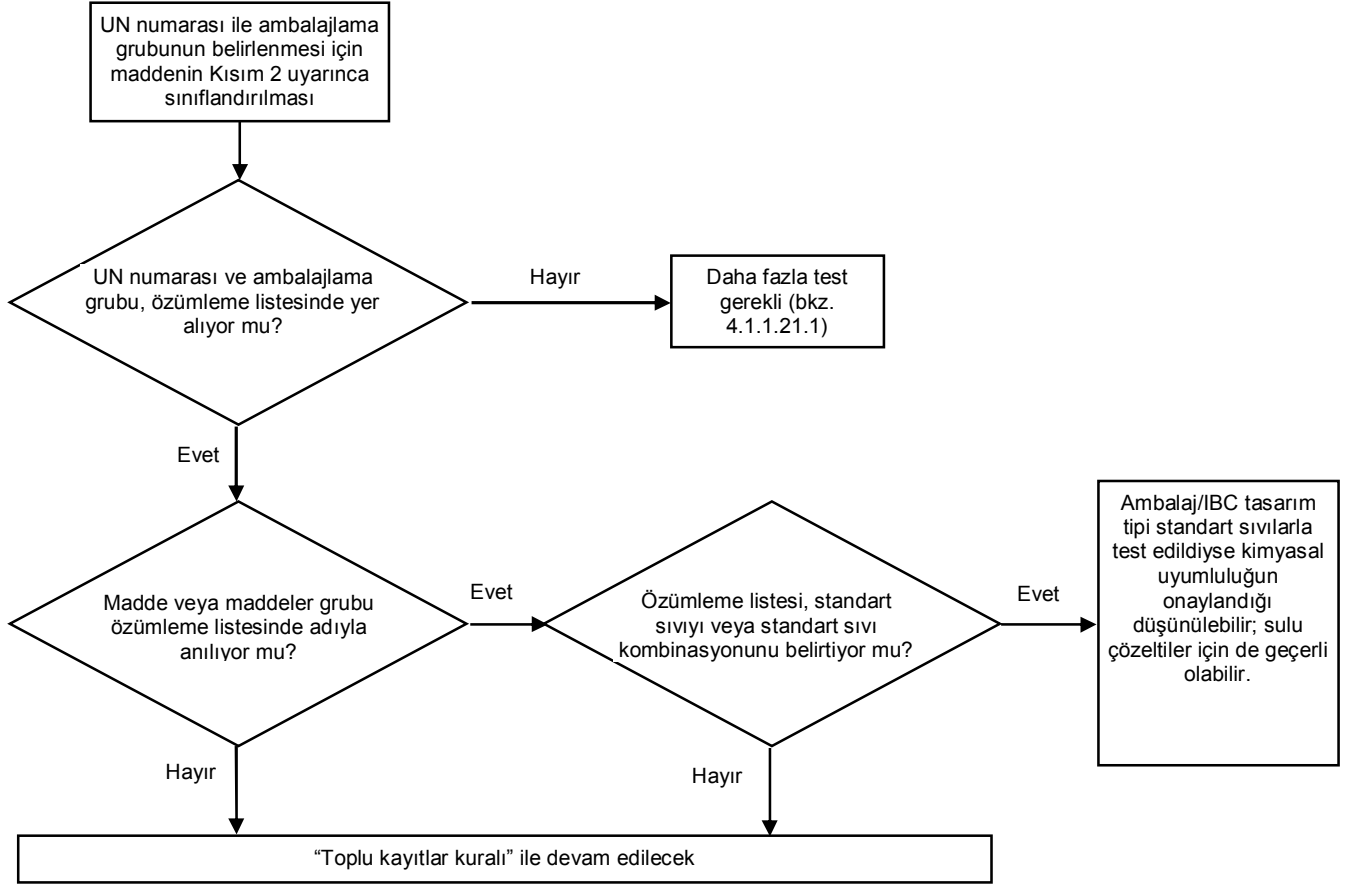 UN numarası ile ambalajlama
grubunun belirlenmesi için
maddenin Kısım 2 uyarınca
sınıflandırılması
UN numarası ve ambalajlama
grubu, özümleme listesinde yer
alıyor mu?
Hayır
Daha fazla test
gerekli (bkz.
4.1.1.21.1)
Evet
Madde veya maddeler grubu
özümleme listesinde adıyla
anılıyor mu?
Evet
Özümleme listesi, standart
sıvıyı veya standart sıvı
kombinasyonunu belirtiyor mu?
Evet
Ambalaj/IBC tasarım
tipi standart sıvılarla
test edildiyse kimyasal
uyumluluğun
onaylandığı
düşünülebilir; sulu
çözeltiler için de geçerli
olabilir.
Hayır
Hayır
“Toplu kayıtlar kuralı” ile devam edilecek